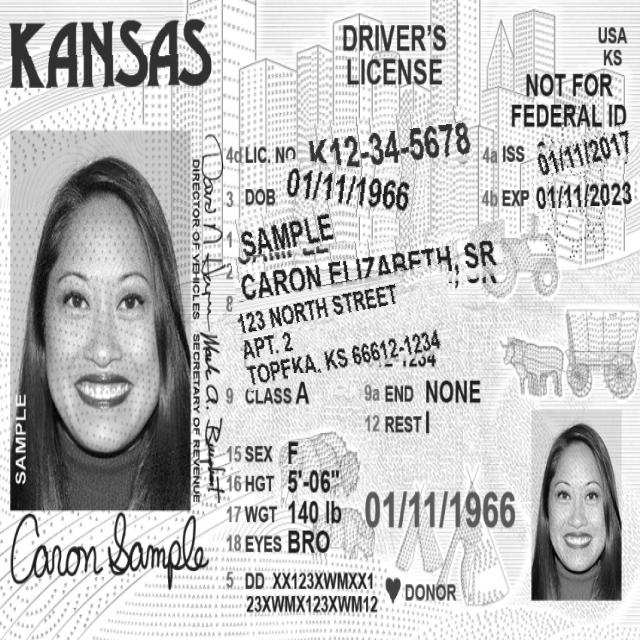 KANSAS
DRIVER'S
LICENSE
USA
KS
NOT FOR
FEDERAL ID
4d LIC. NO K12-34-5678
4a ISS 01/11/2017
3 DOB 01/11/1966
4b EXP 01/11/2023
1 SAMPLE
2 CARON ELIZABETH, SR
8 123 NORTH STREET
APT. 2
TOPEKA, KS 66612-1234
9 CLASS A
9a END NONE
12 REST I
15 SEX F
16 HGT 5'-06"
17 WGT 140 lb
18 EYES BRO
01/11/1966
5 DD XX123XWMXX1
23XWMX123XWM12
DONOR
SAMPLE
DIRECTOR OF VEHICLES SECRETARY OF REVENUE
Caron Sample